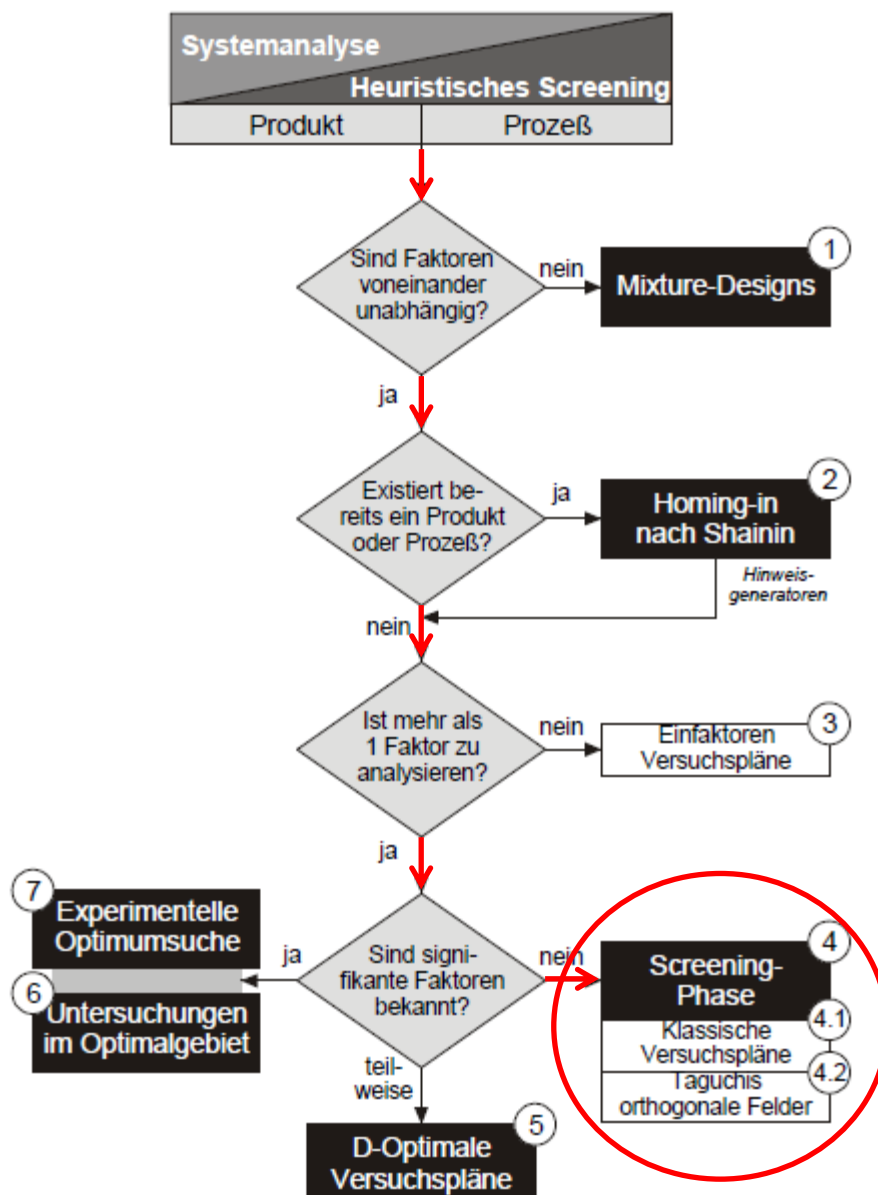 Systemanalyse
Heuristisches Screening
Produkt
Prozeß
Sind Faktoren
voneinander
unabhängig?
nein
1
Mixture-Designs
ja
Existiert be-
reits ein Produkt
oder Prozeß?
ja
2
Homing-in
nach Shainin
Hinweis-
generatoren
nein
Ist mehr als
1 Faktor zu
analysieren?
nein
3
Einfaktoren
Versuchspläne
ja
Sind signi-
fikante Faktoren
bekannt?
ja
7
Experimentelle
Optimumsuche
6
Untersuchungen
im Optimalgebiet
nein
4
Screening-
Phase
4.1
Klassische
Versuchspläne
4.2
Taguchis
orthogonale Felder
teil-
weise
5
D-Optimale
Versuchspläne